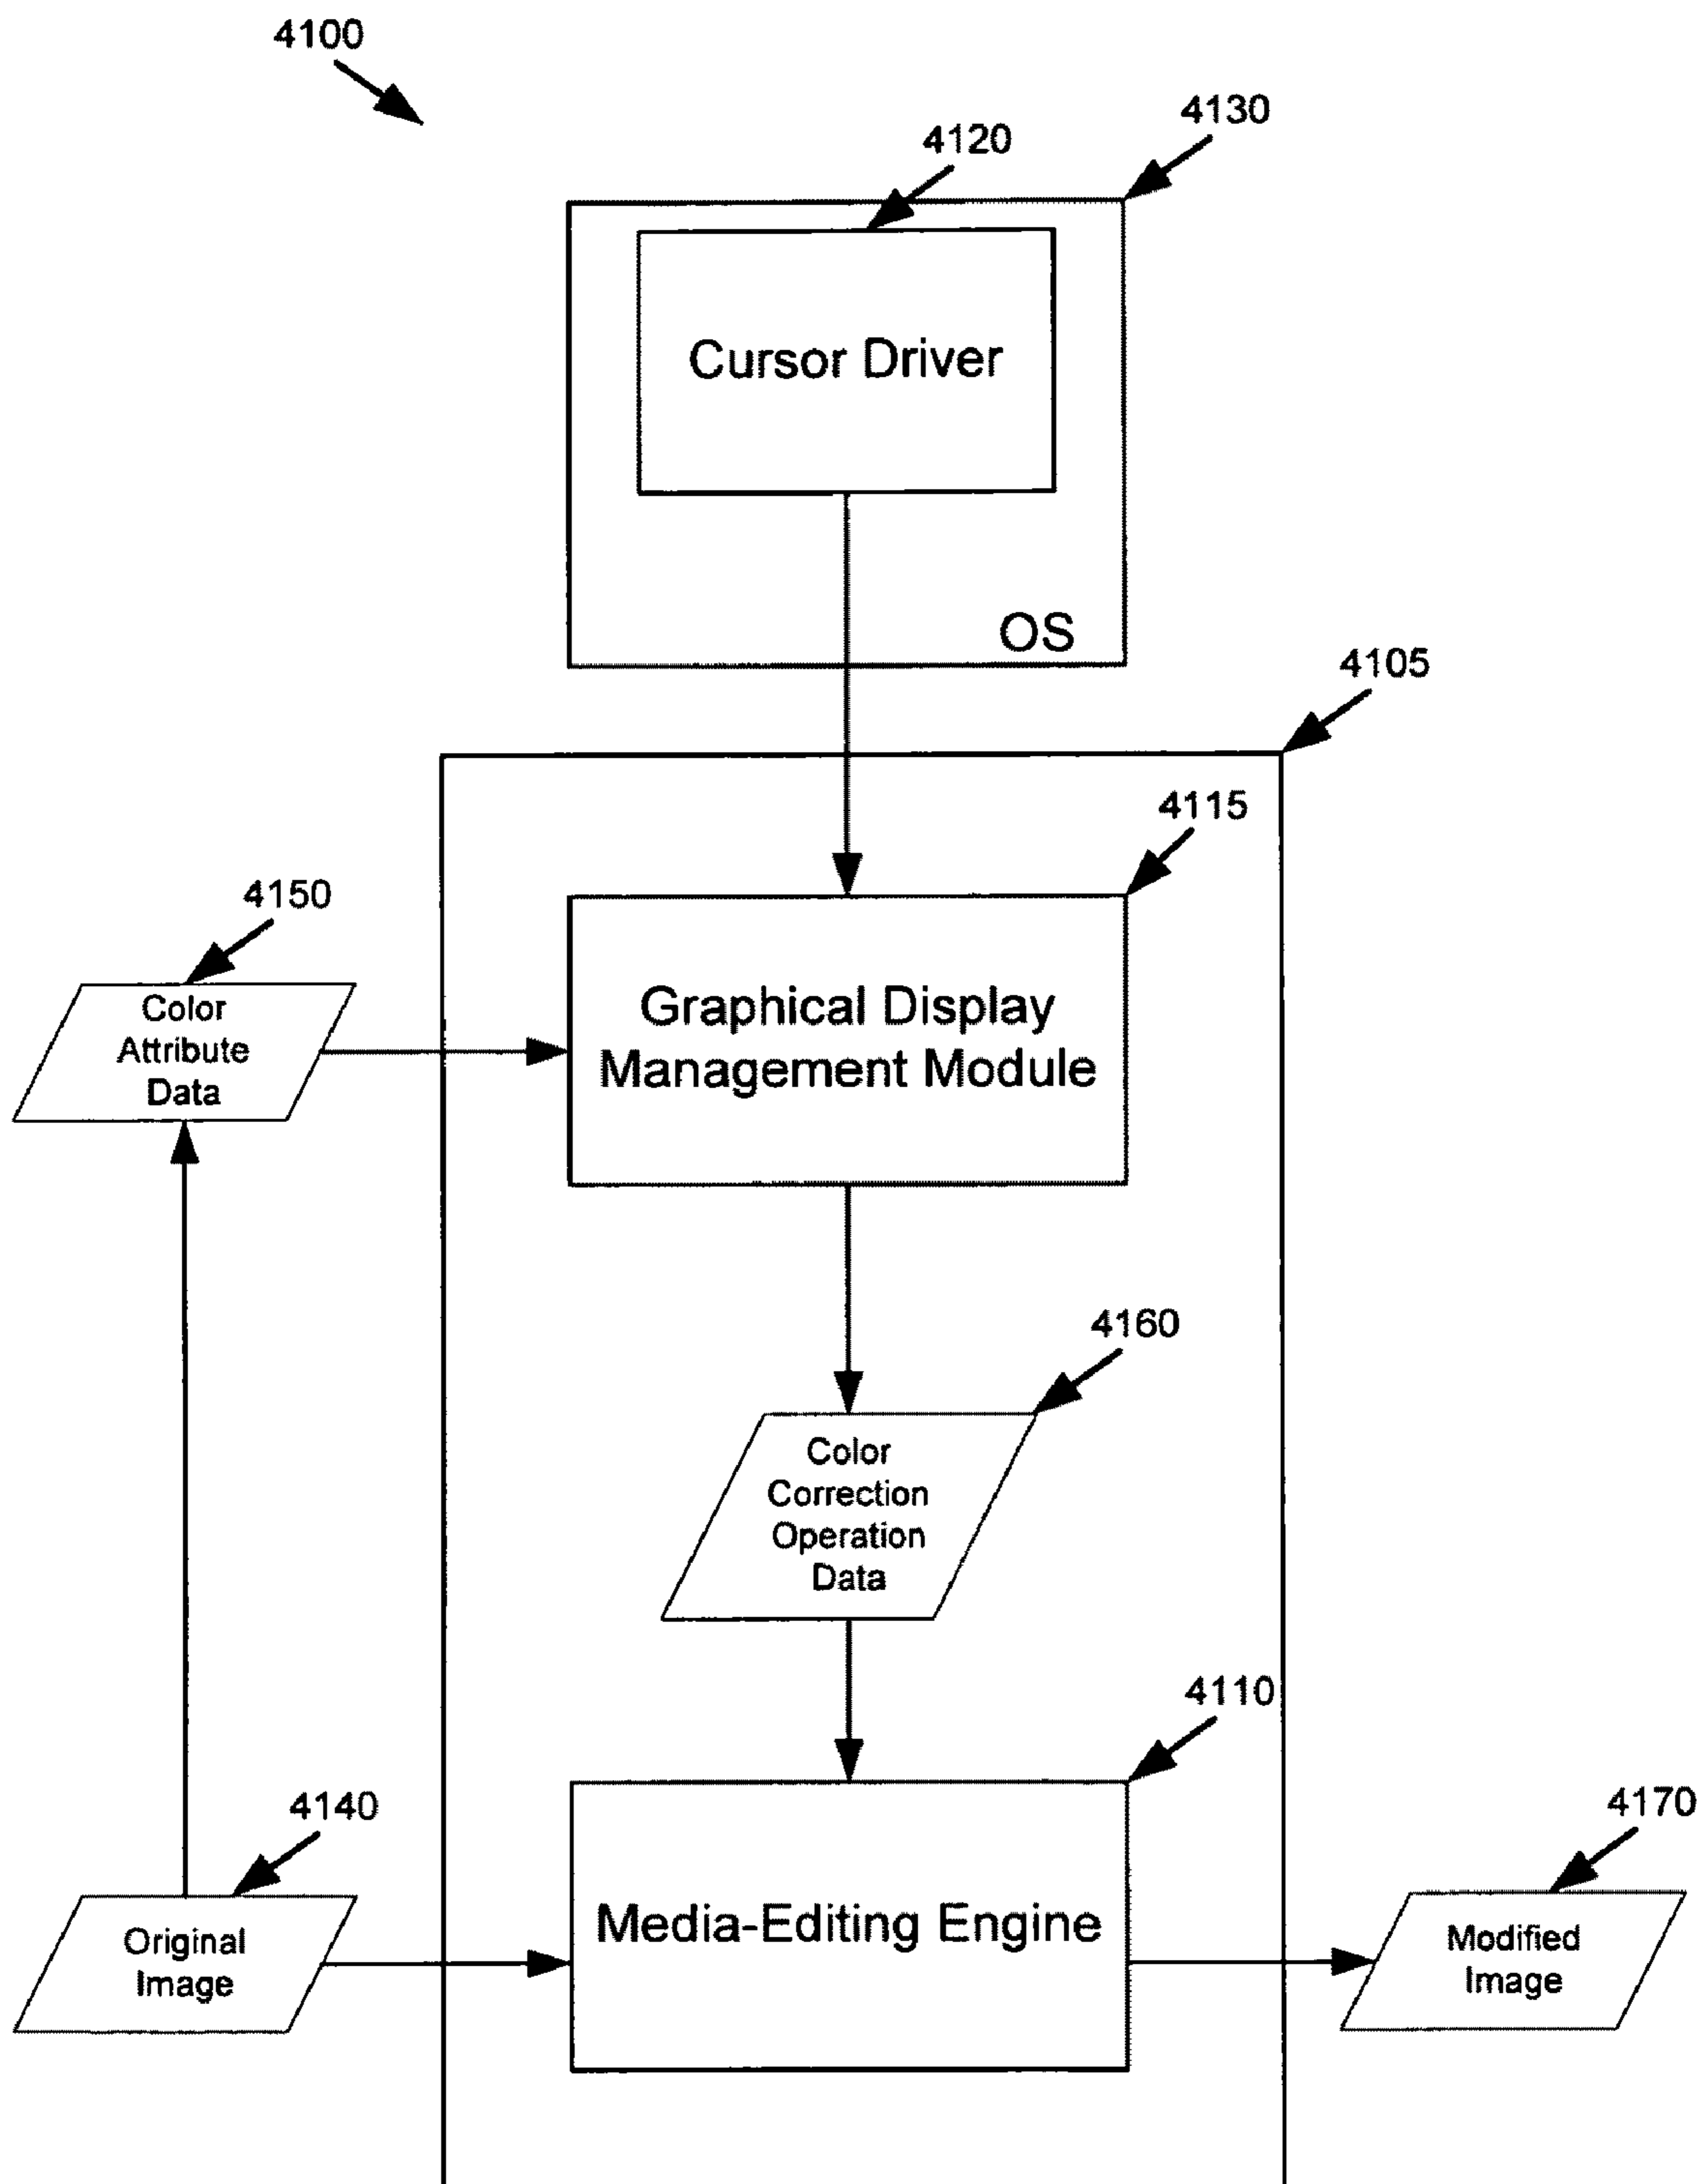 4100
4130
4120
Cursor Driver
OS
4105
4115
4150
Graphical Display
Management Module
Color
Attribute
Data
4160
Color
Correction
Operation
Data
4110
4140
4170
Media-Editing Engine
Original
Image
Modified
Image